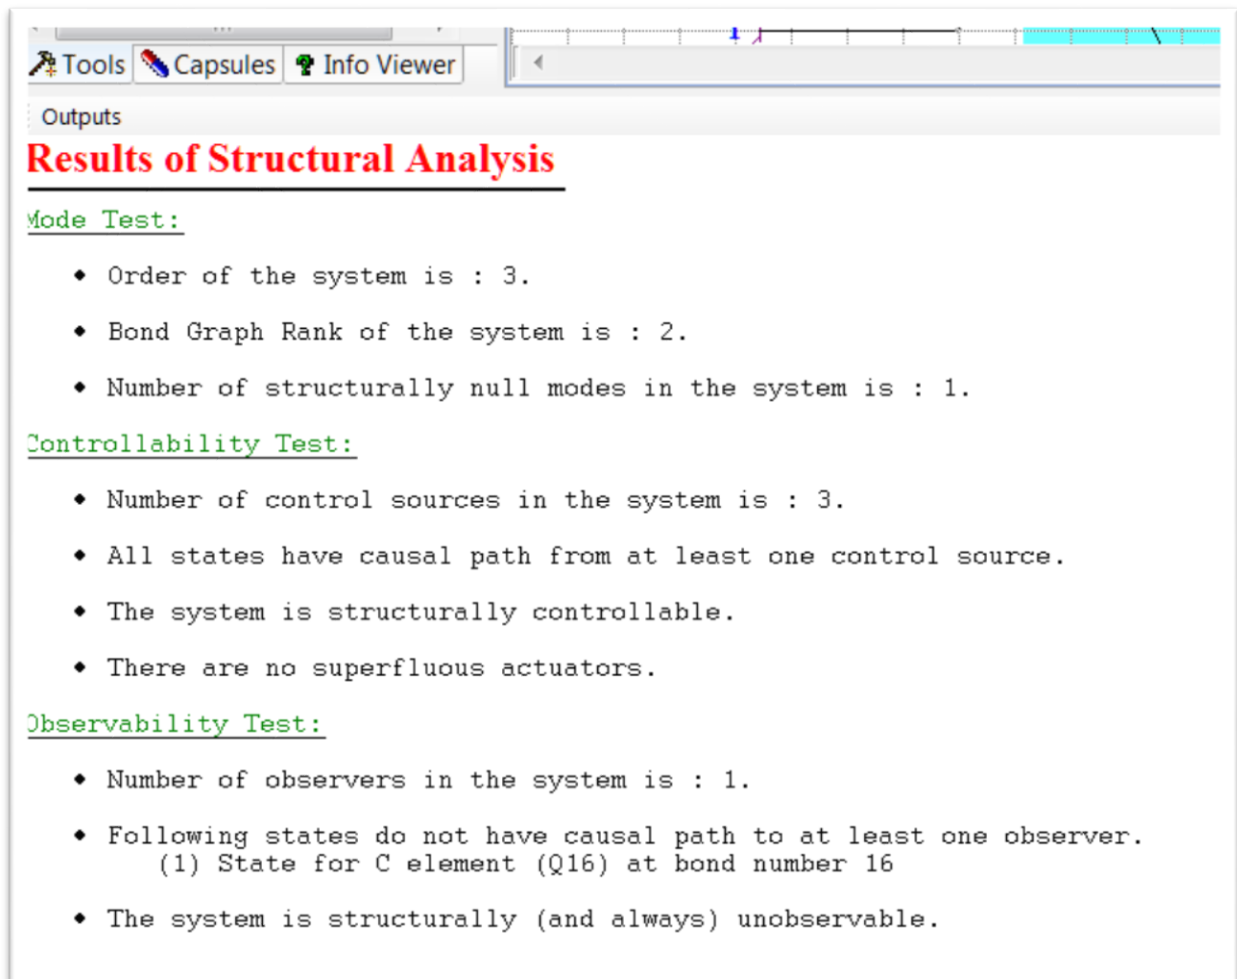 1
Tools Capsules Info Viewer
Outputs
Results of Structural Analysis
Mode Test:
• Order of the system is : 3.
• Bond Graph Rank of the system is : 2.
• Number of structurally null modes in the system is : 1.
Controllability Test:
• Number of control sources in the system is : 3.
• All states have causal path from at least one control source.
• The system is structurally controllable.
• There are no superfluous actuators.
Observability Test:
• Number of observers in the system is : 1.
• Following states do not have causal path to at least one observer.
(1) State for C element (Q16) at bond number 16
• The system is structurally (and always) unobservable.